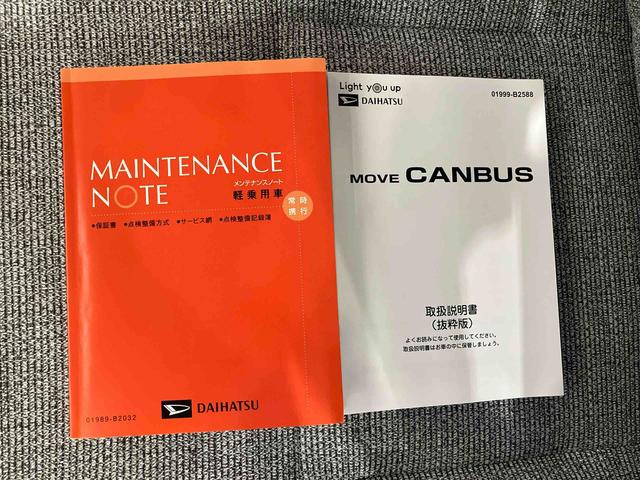 MAINTENANCE
NOTE
メンテナンスノート
軽乗用車
常時
携行
●保証書 ●点検整備方式 ●サービス網 ●点検整備記録簿
01989-B2032
DAIHATSU
Light you up
DAIHATSU
01999-B2588
MOVE CANBUS
取扱説明書
（抜粋版）
よくお読みになって使用してください。
取扱説明書はお車の中に保管しましょう。